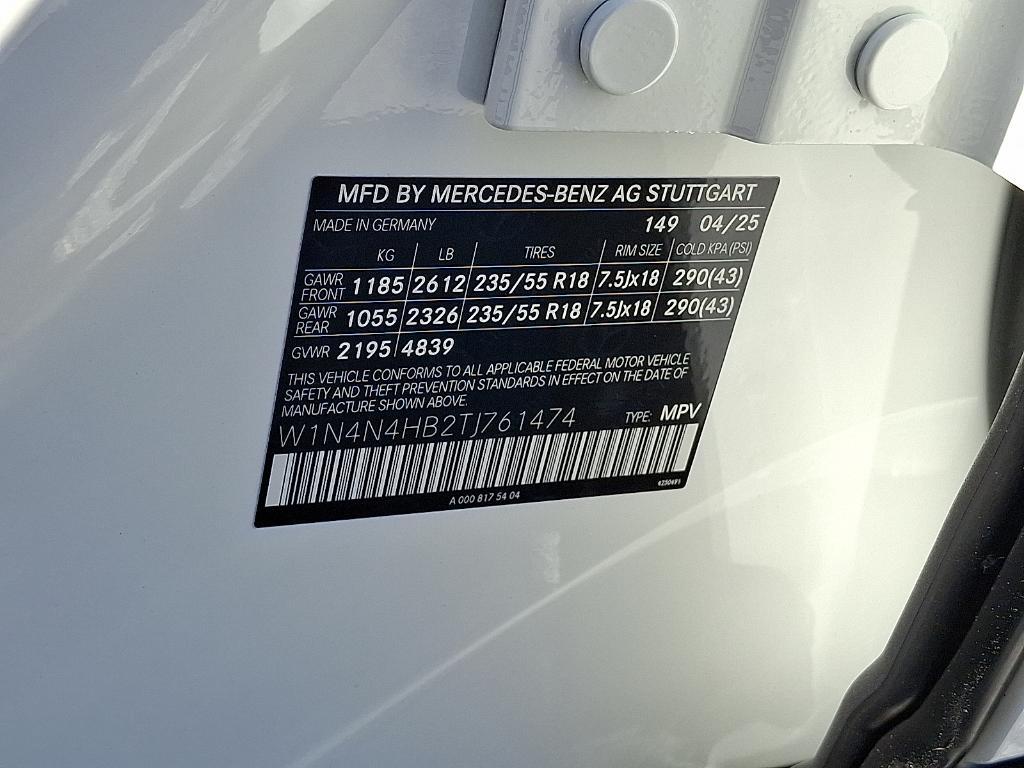 MFD BY MERCEDES-BENZ AG STUTTGART
MADE IN GERMANY 149 04/25
KG LB TIRES RIM SIZE COLD KPA (PSI)
GAWR FRONT 1185 2612 235/55 R18 7.5Jx18 290(43)
GAWR REAR 1055 2326 235/55 R18 7.5Jx18 290(43)
GVWR 2195 4839
THIS VEHICLE CONFORMS TO ALL APPLICABLE FEDERAL MOTOR VEHICLE
SAFETY AND THEFT PREVENTION STANDARDS IN EFFECT ON THE DATE OF
MANUFACTURE SHOWN ABOVE.
W1N4N4HB2TJ761474 TYPE: MPV
A 000 817 54 04